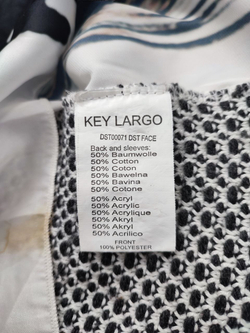 KEY LARGO
DST00071 DST FACE
Back and sleeves:
50% Baumwolle
50% Cotton
50% Coton
50% Bawelna
50% Bavina
50% Cotone
50% Acryl
50% Acrylic
50% Acrylique
50% Akryl
50% Akryl
50% Acrilico
FRONT
100% POLYESTER